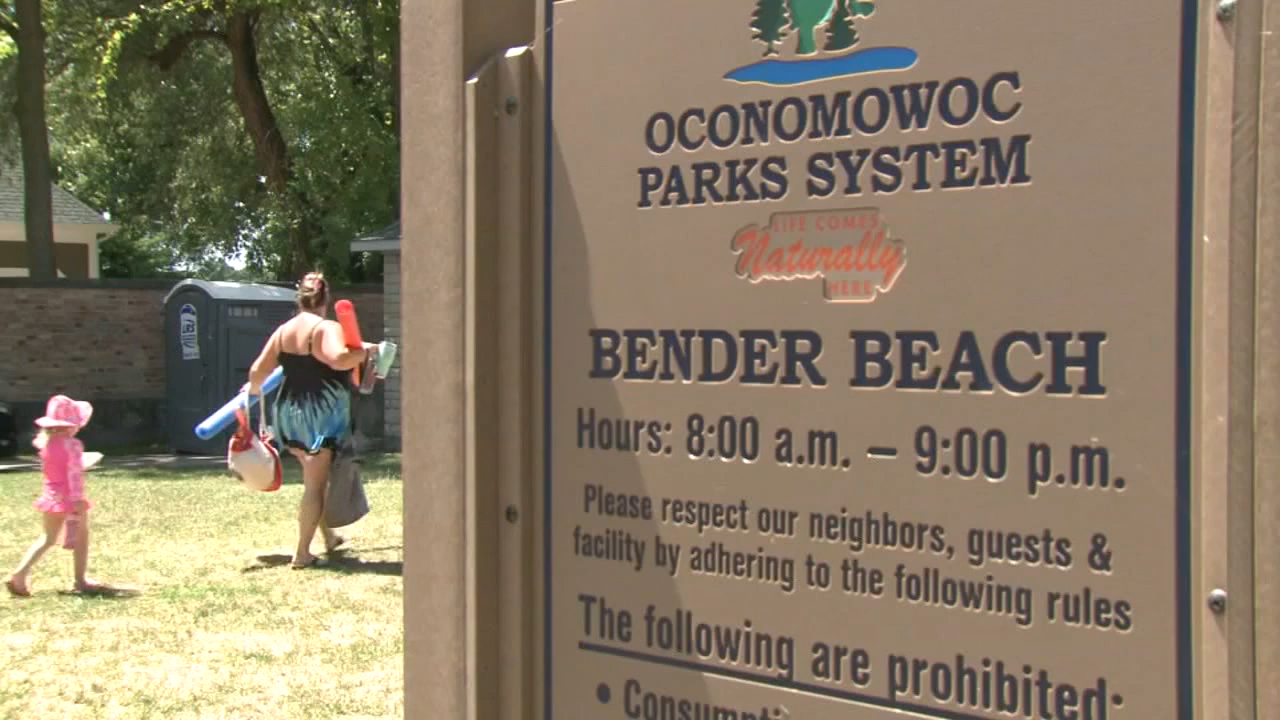 OCONOMOWOC
PARKS SYSTEM
LIFE COMES
Naturally
HERE
BENDER BEACH
Hours: 8:00 a.m. – 9:00 p.m.
Please respect our neighbors, guests &
facility by adhering to the following rules
The following are prohibited: